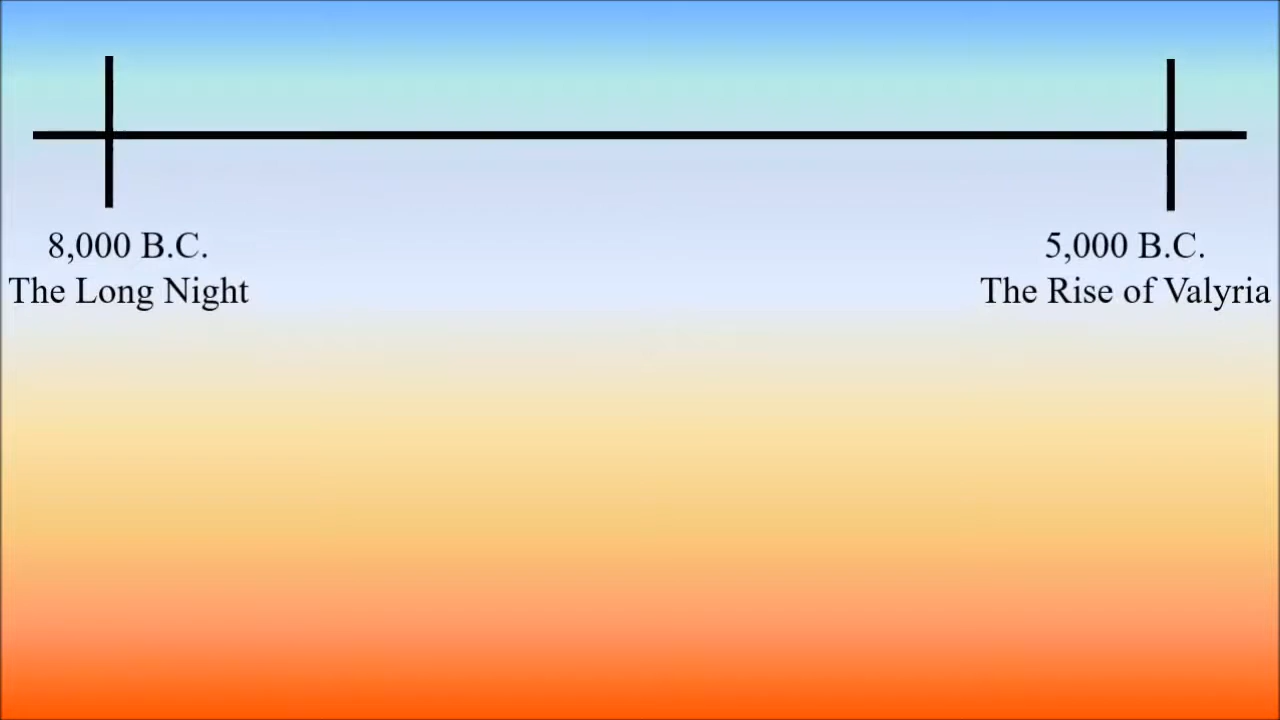 8,000 B.C.
The Long Night
5,000 B.C.
The Rise of Valyria